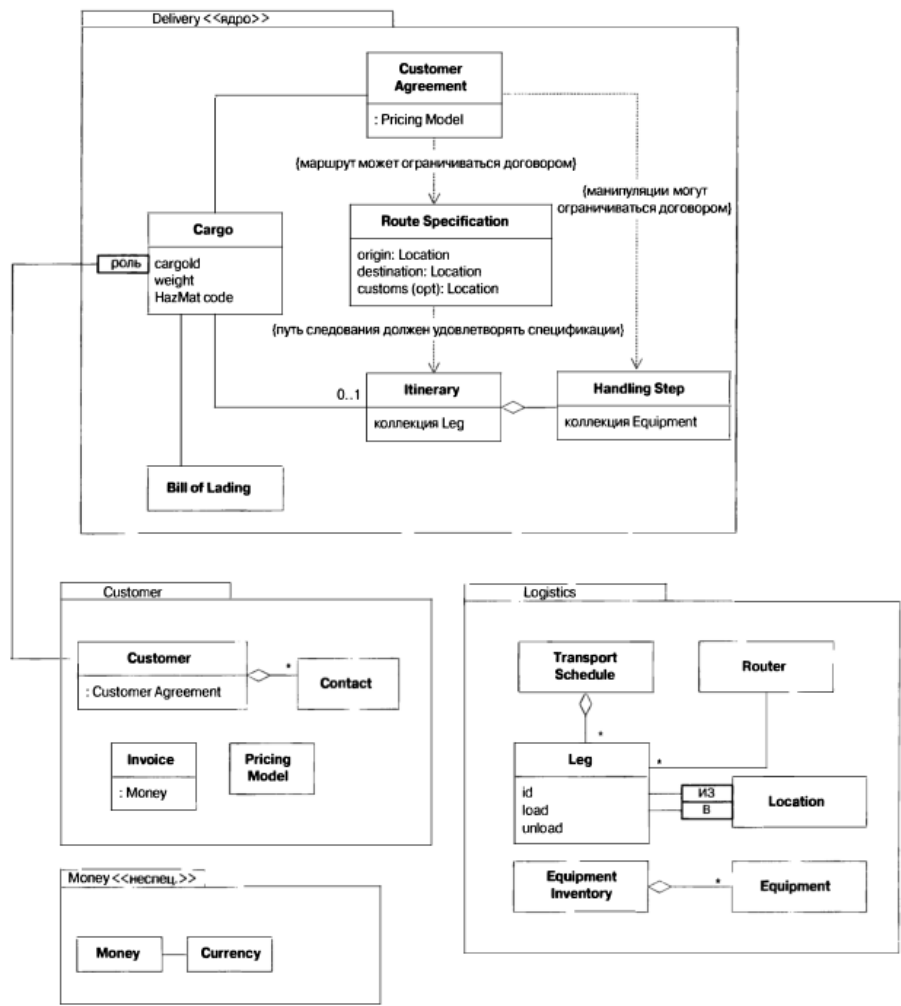 Delivery <<ядро>>
Customer
Agreement
: Pricing Model
{маршрут может ограничиваться договором}
{манипуляции могут
ограничиваться договором}
Cargo
роль
cargoId
weight
HazMat code
Route Specification
origin: Location
destination: Location
customs (opt): Location
{путь следования должен удовлетворять спецификации}
0..1
Itinerary
коллекция Leg
Handling Step
коллекция Equipment
Bill of Lading
Customer
Customer
: Customer Agreement
*
Contact
Invoice
: Money
Pricing
Model
Money <<неспец.>>
Money
Currency
Logistics
Transport
Schedule
Router
*
*
Leg
id
load
unload
ИЗ
В
Location
Equipment
Inventory
*
Equipment